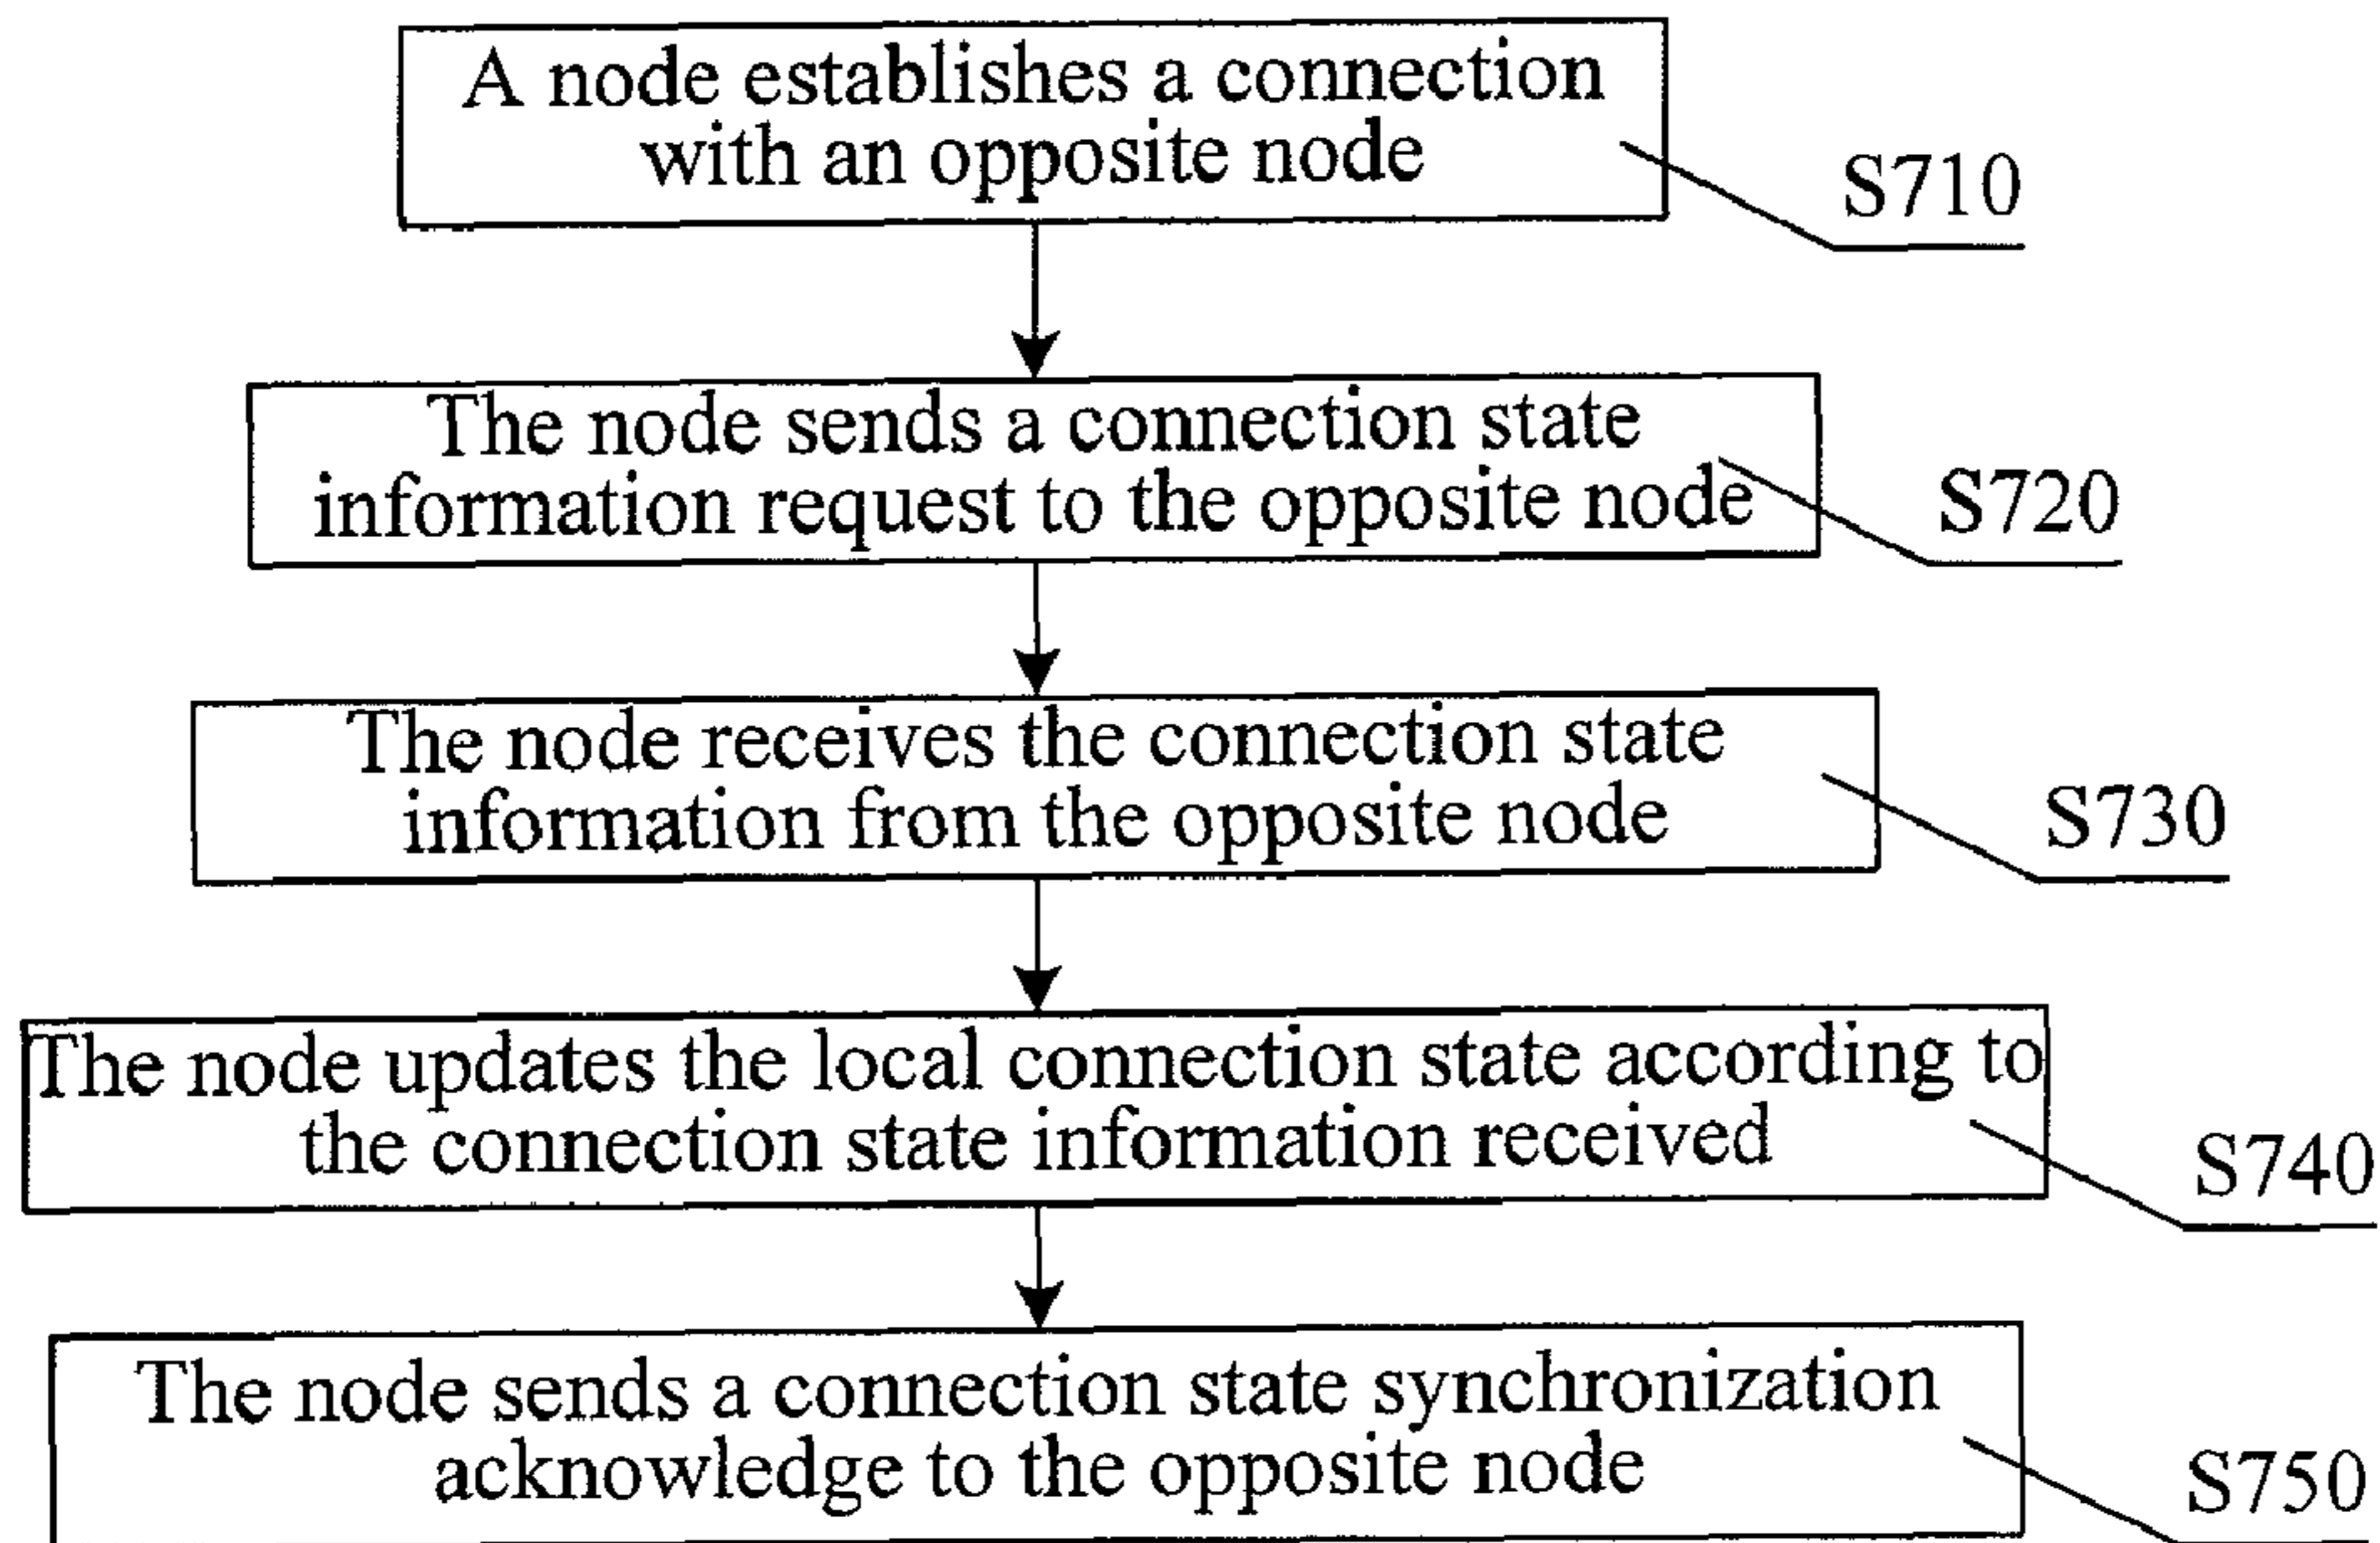 A node establishes a connection
with an opposite node
S710
The node sends a connection state
information request to the opposite node
S720
The node receives the connection state
information from the opposite node
S730
The node updates the local connection state according to
the connection state information received
S740
The node sends a connection state synchronization
acknowledge to the opposite node
S750